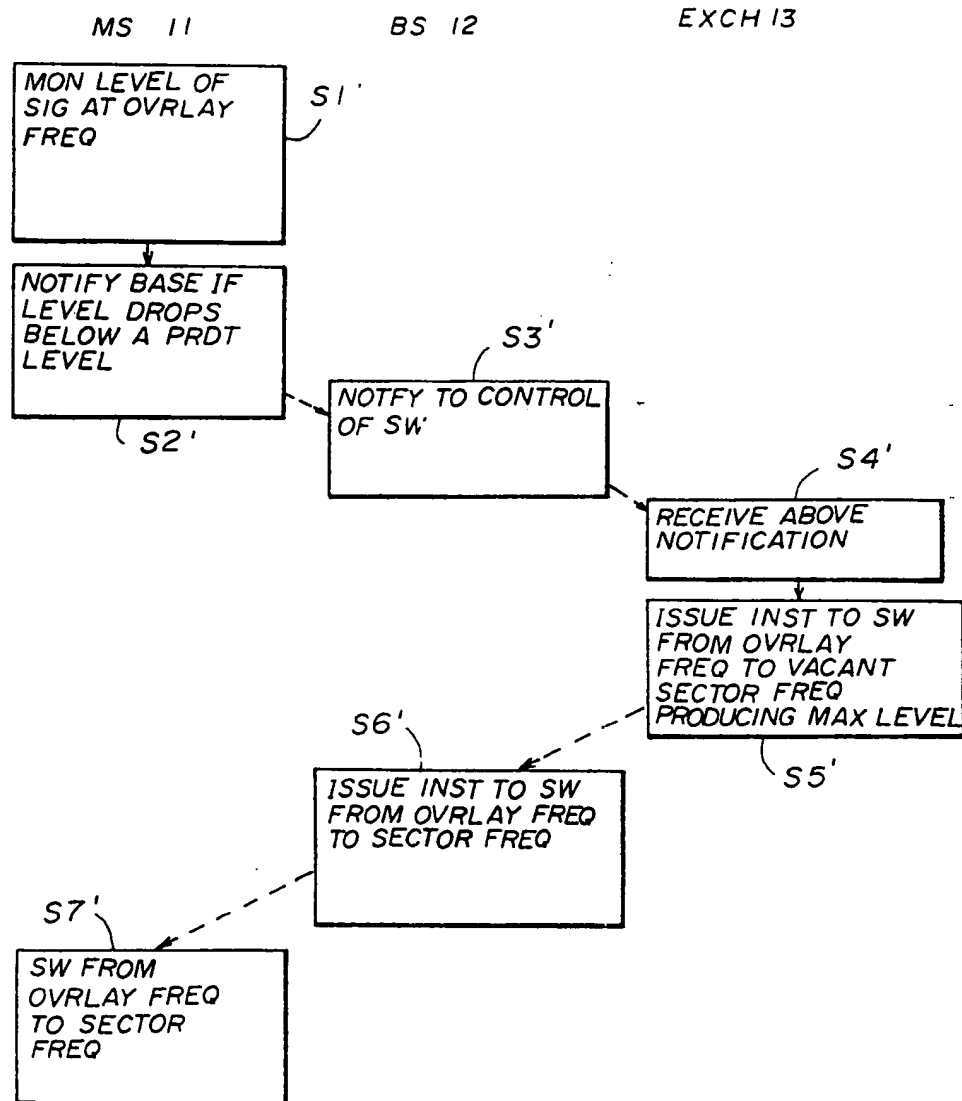 MS 11
BS 12
EXCH 13
MON LEVEL OF
SIG AT OVRLAY
FREQ
S1'
NOTIFY BASE IF
LEVEL DROPS
BELOW A PRDT
LEVEL
S2'
S3'
NOTFY TO CONTROL
OF SW
S4'
RECEIVE ABOVE
NOTIFICATION
ISSUE INST TO SW
FROM OVRLAY
FREQ TO VACANT
SECTOR FREQ
PRODUCING MAX LEVEL
S5'
S6'
ISSUE INST TO SW
FROM OVRLAY FREQ
TO SECTOR FREQ
S7'
SW FROM
OVRLAY FREQ
TO SECTOR
FREQ